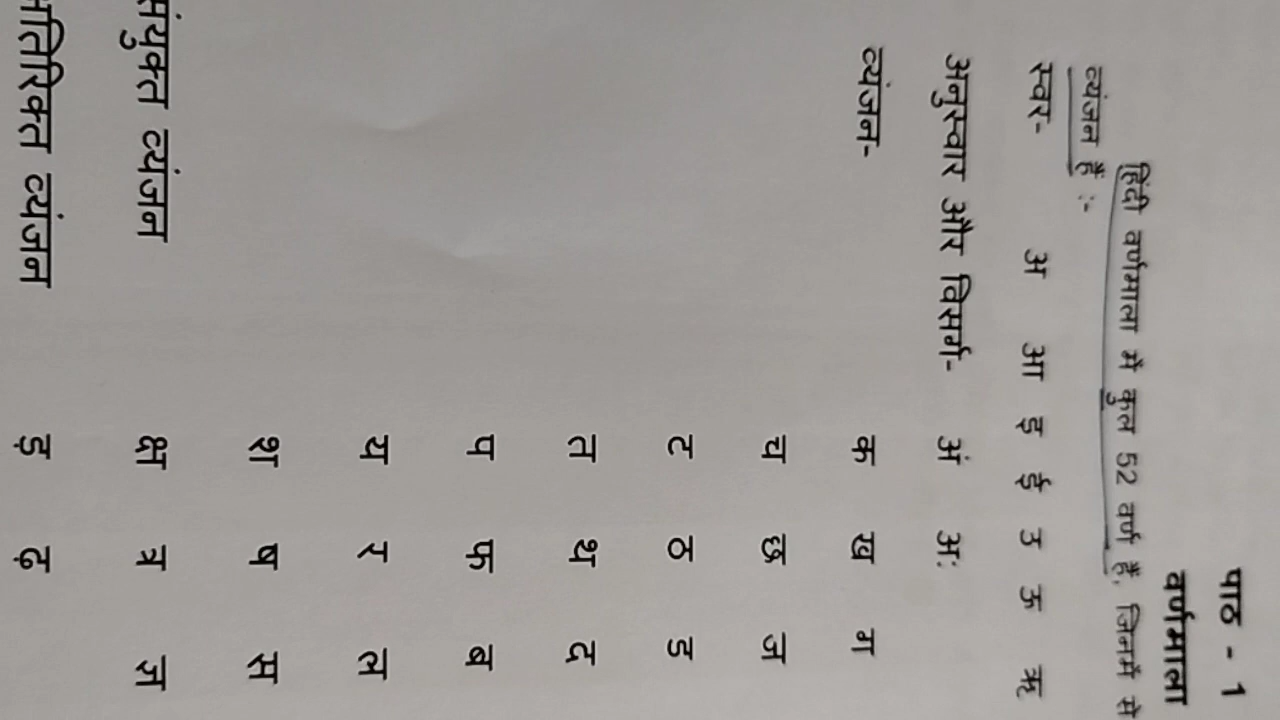 पाठ - 1
वर्णमाला
हिंदी वर्णमाला में कुल 52 वर्ण हैं, जिनमें से
व्यंजन हैं :-
स्वर- अ आ इ ई उ ऊ ऋ
अनुस्वार और विसर्ग- अं अः
व्यंजन- क ख ग
च छ ज
ट ठ ड
त थ द
प फ ब
य र ल
श ष स
संयुक्त व्यंजन क्ष त्र ज्ञ
अतिरिक्त व्यंजन ड़ ढ़